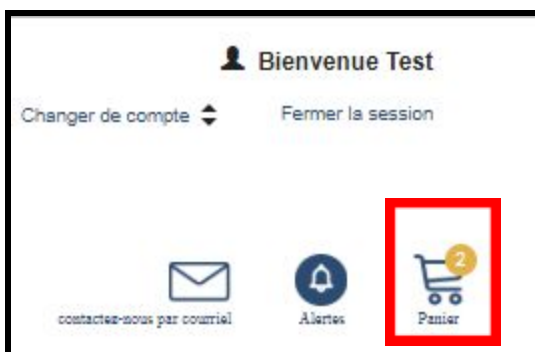 Bienvenue Test
Changer de compte Fermer la session
2
contactez-nous par courriel Alertes Panier